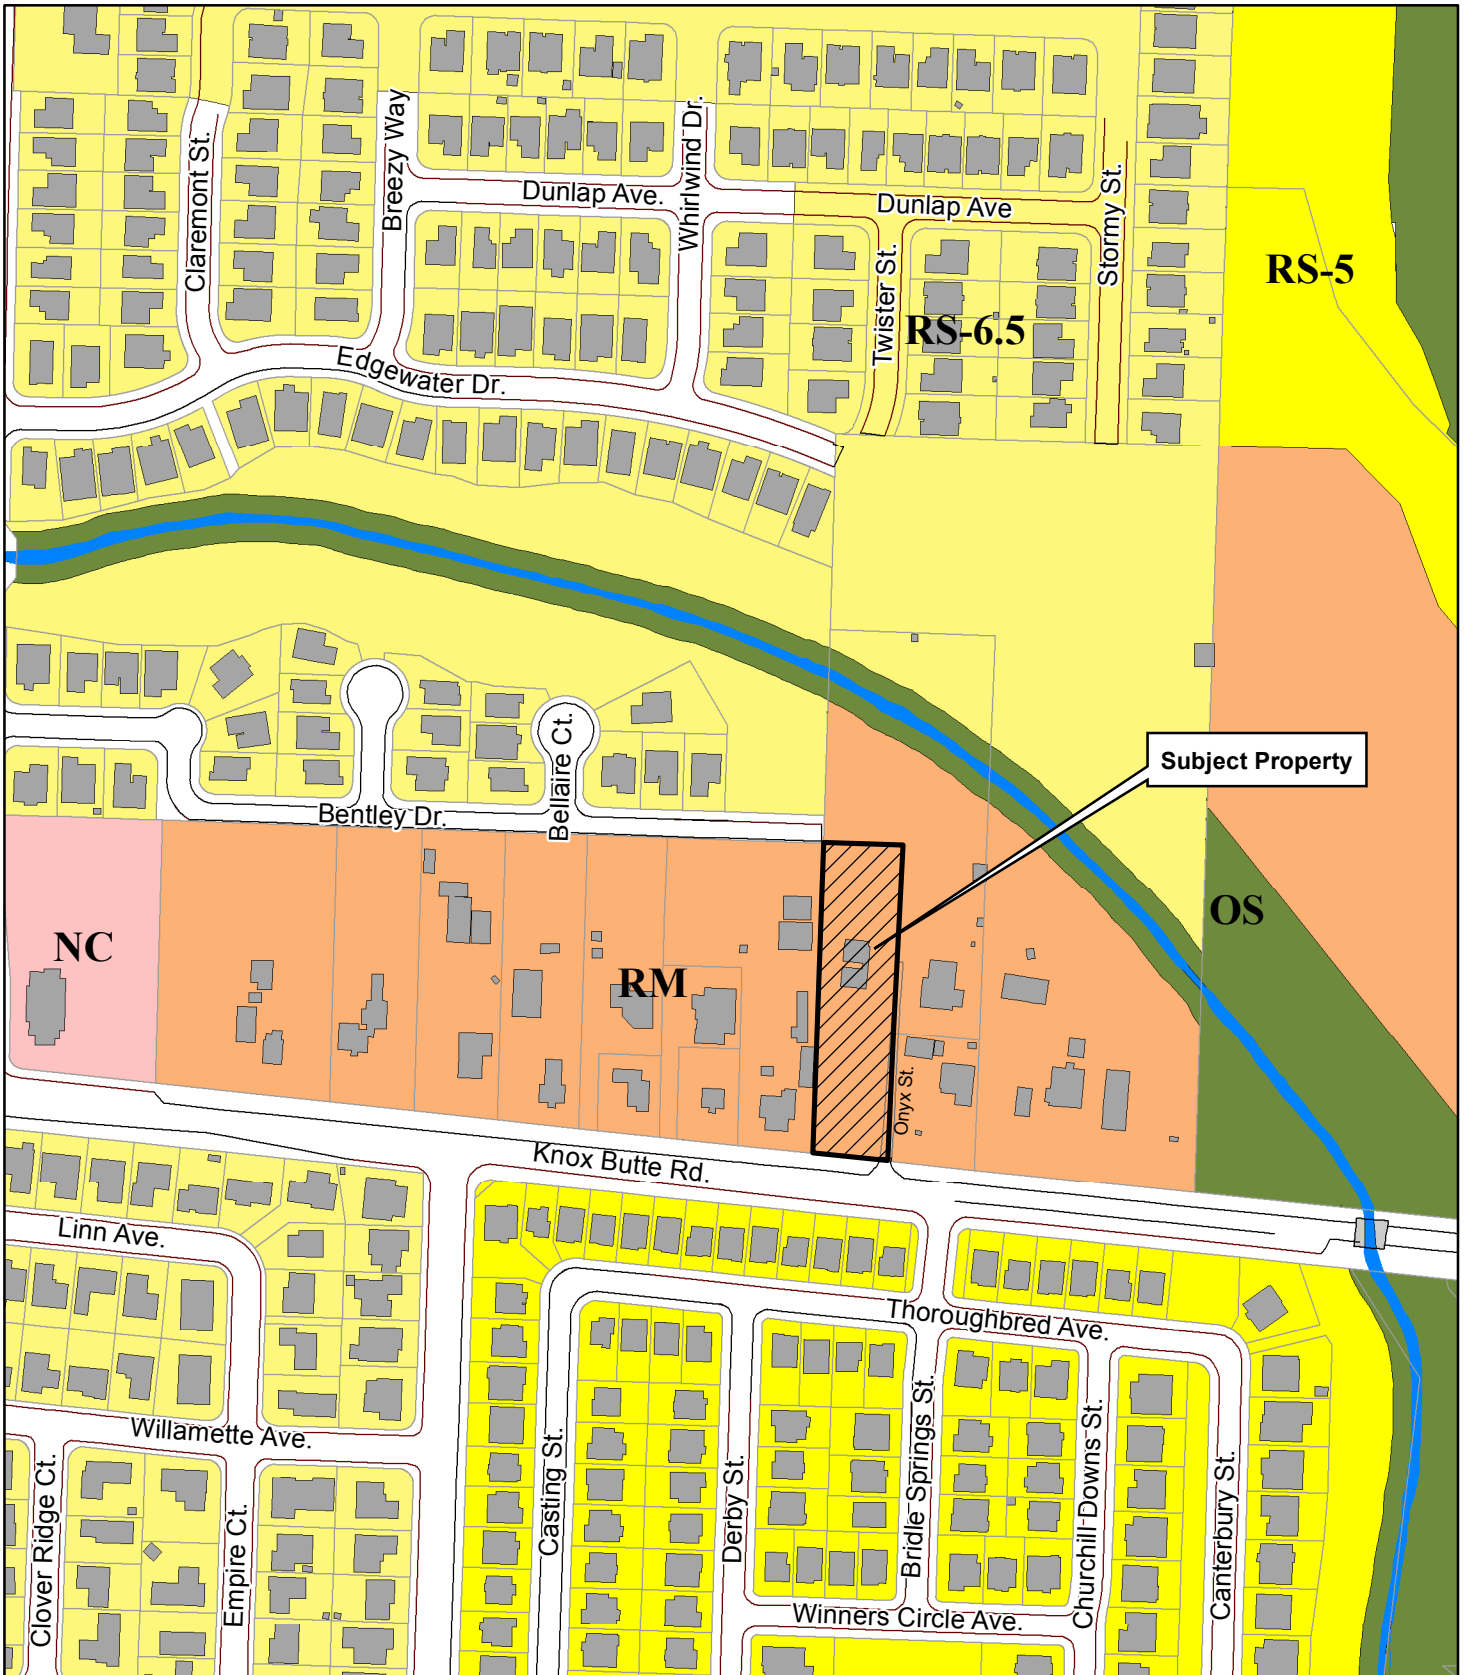 Claremont St.
Breezy Way
Whirlwind Dr.
Dunlap Ave.
Dunlap Ave
Stormy St.
Twister St.
RS-5
RS-6.5
Edgewater Dr.
Subject Property
Bellaire Ct.
Bentley Dr.
OS
NC
RM
Onyx St.
Knox Butte Rd.
Linn Ave.
Thoroughbred Ave.
Willamette Ave.
Clover Ridge Ct.
Empire Ct.
Casting St.
Derby St.
Bridle Springs St.
Churchill Downs St.
Canterbury St.
Winners Circle Ave.